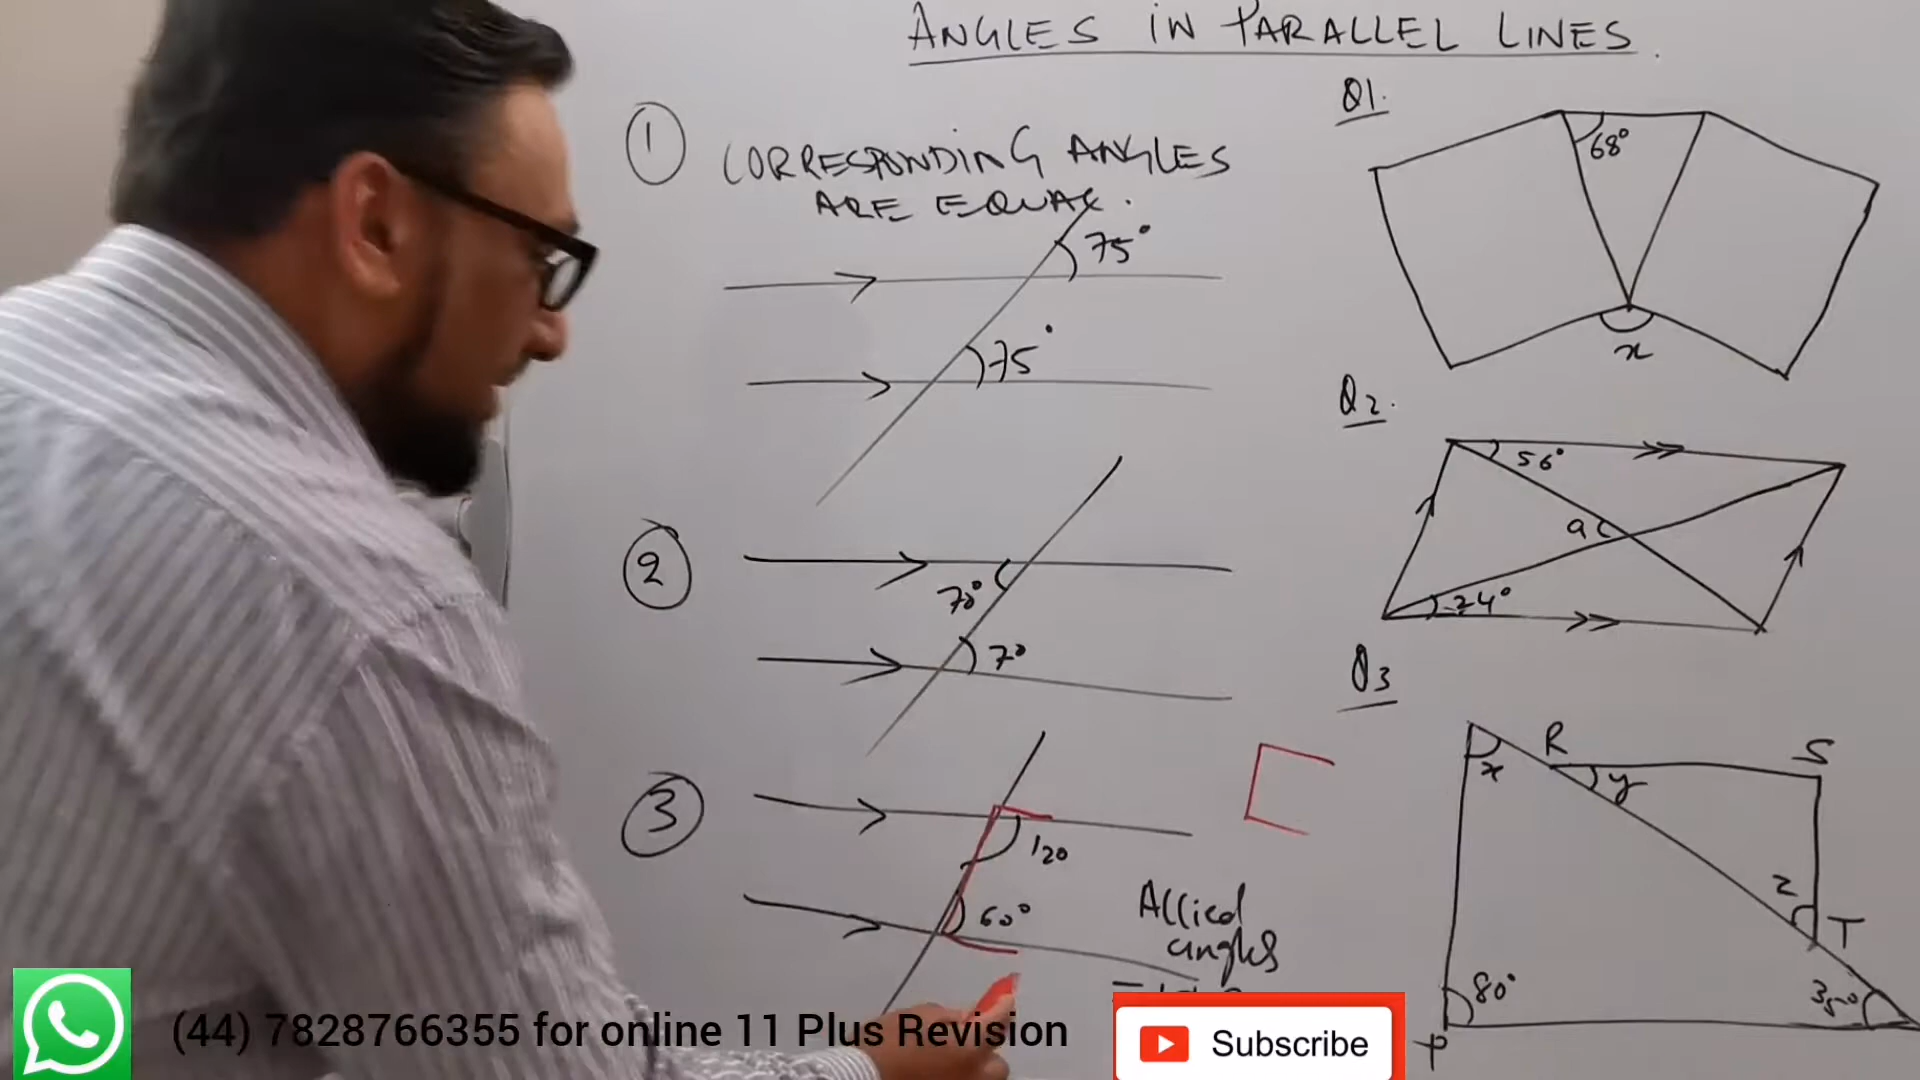 ANGLES IN PARALLEL LINES.
1 CORRESPONDING ANGLES
ARE EQUAL.
75°
75°
2
70°
70
3
120
60°
Allied
angles
Q1.
68°
x
Q2.
56°
a
24°
Q3
R
S
x
y
z
T
80°
35°
P
(44) 7828766355 for online 11 Plus Revision
Subscribe